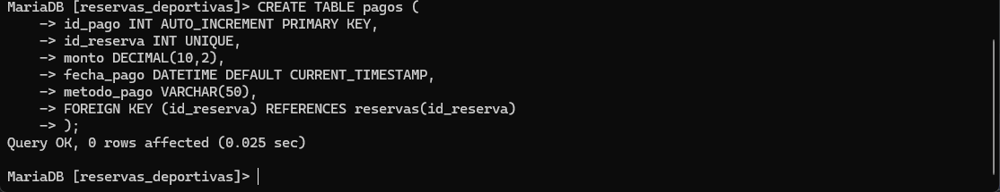 MariaDB [reservas_deportivas]> CREATE TABLE pagos (
    -> id_pago INT AUTO_INCREMENT PRIMARY KEY,
    -> id_reserva INT UNIQUE,
    -> monto DECIMAL(10,2),
    -> fecha_pago DATETIME DEFAULT CURRENT_TIMESTAMP,
    -> metodo_pago VARCHAR(50),
    -> FOREIGN KEY (id_reserva) REFERENCES reservas(id_reserva)
    -> );
Query OK, 0 rows affected (0.025 sec)
MariaDB [reservas_deportivas]>